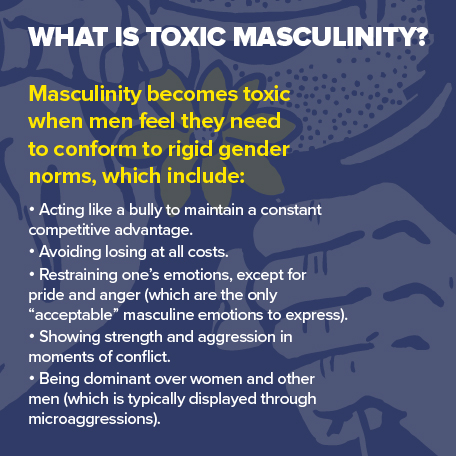 WHAT IS TOXIC MASCULINITY?
Masculinity becomes toxic
when men feel they need
to conform to rigid gender
norms, which include:
• Acting like a bully to maintain a constant
competitive advantage.
• Avoiding losing at all costs.
• Restraining one’s emotions, except for
pride and anger (which are the only
“acceptable” masculine emotions to express).
• Showing strength and aggression in
moments of conflict.
• Being dominant over women and other
men (which is typically displayed through
microaggressions).